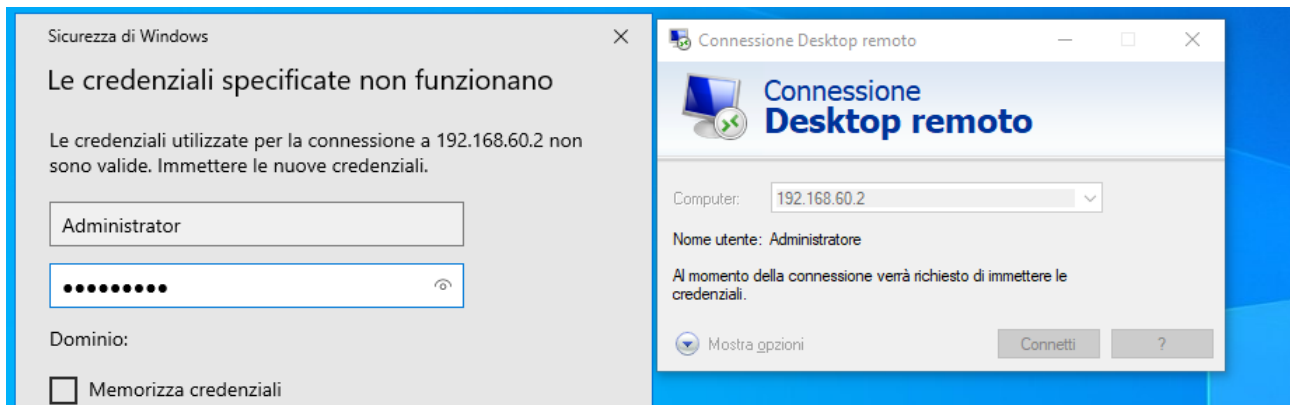 Sicurezza di Windows
Le credenziali specificate non funzionano
Le credenziali utilizzate per la connessione a 192.168.60.2 non
sono valide. Immettere le nuove credenziali.
Administrator
•••••••••
Dominio:
Memorizza credenziali
Connessione Desktop remoto
Connessione
Desktop remoto
Computer: 192.168.60.2
Nome utente: Administratore
Al momento della connessione verrà richiesto di immettere le
credenziali.
Mostra opzioni Connetti ?